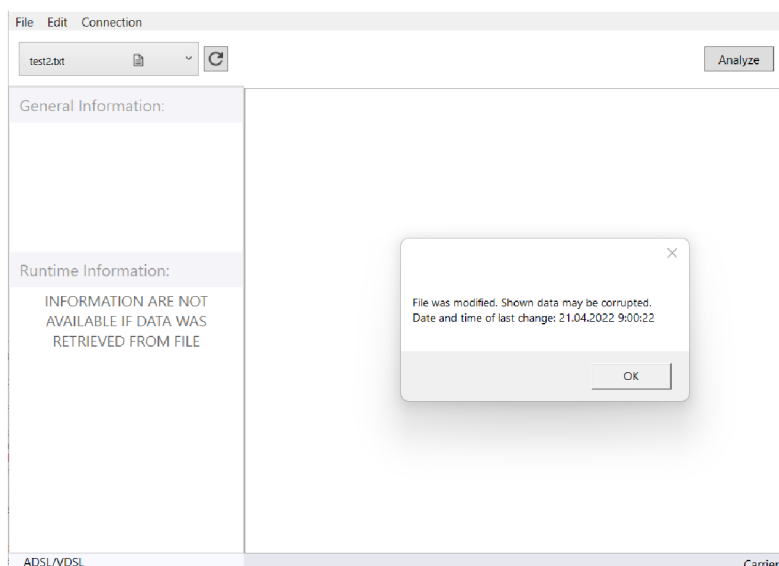 File Edit Connection
test2.txt
Analyze
General Information:
Runtime Information:
INFORMATION ARE NOT
AVAILABLE IF DATA WAS
RETRIEVED FROM FILE
File was modified. Shown data may be corrupted.
Date and time of last change: 21.04.2022 9:00:22
OK
ADSL/VDSL
Carrier